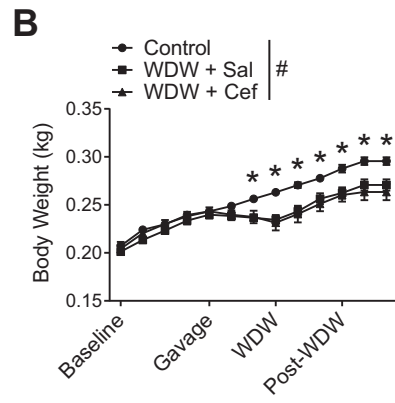 B
Control
WDW + Sal
WDW + Cef
#
Body Weight (kg)
0.35
0.30
0.25
0.20
0.15
* * * * * * *
Baseline
Gavage
WDW
Post-WDW